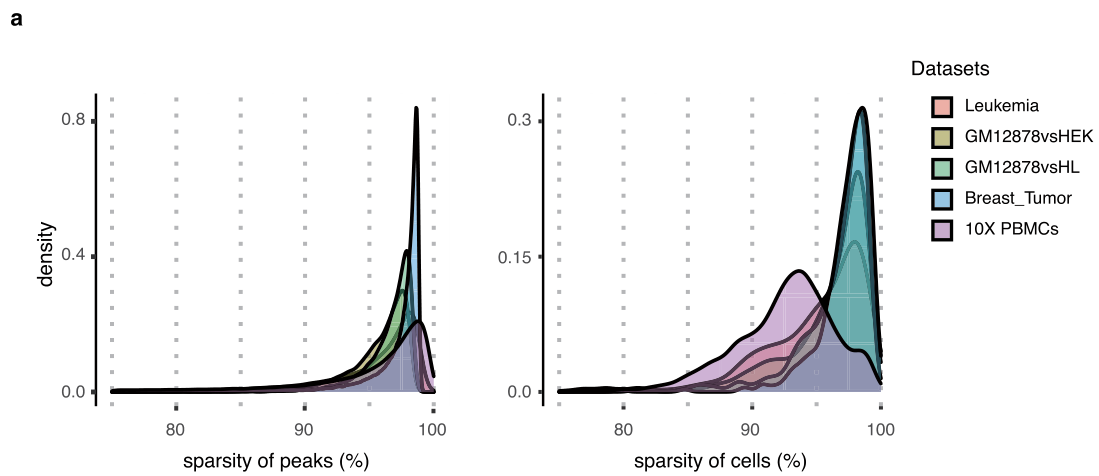 a
Datasets
Leukemia
GM12878vsHEK
GM12878vsHL
Breast_Tumor
10X PBMCs
density
0.8
0.4
0.0
80
90
100
sparsity of peaks (%)
0.3
0.15
0.0
80
90
100
sparsity of cells (%)